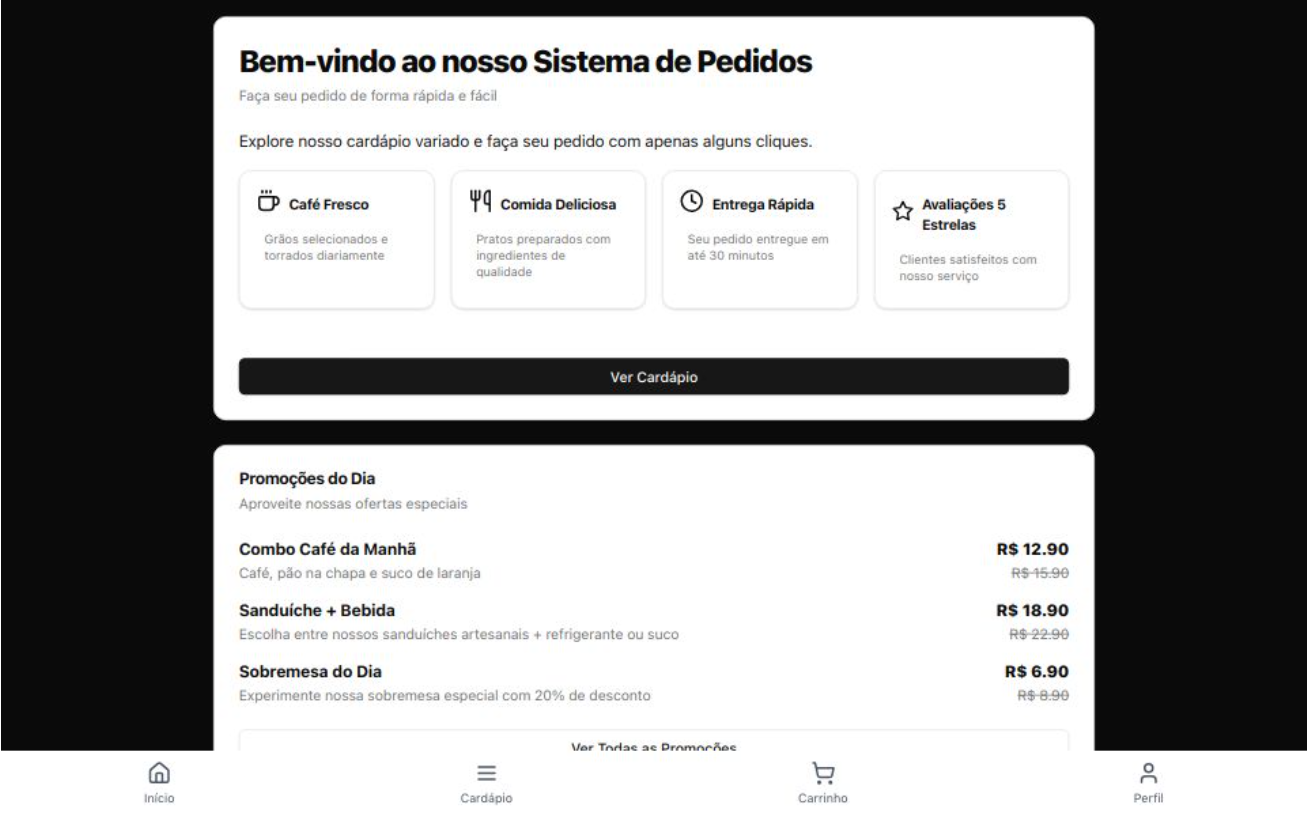 Bem-vindo ao nosso Sistema de Pedidos
Faça seu pedido de forma rápida e fácil
Explore nosso cardápio variado e faça seu pedido com apenas alguns cliques.
Café Fresco
Grãos selecionados e
torrados diariamente
Comida Deliciosa
Pratos preparados com
ingredientes de
qualidade
Entrega Rápida
Seu pedido entregue em
até 30 minutos
Avaliações 5
Estrelas
Clientes satisfeitos com
nosso serviço
Ver Cardápio
Promoções do Dia
Aproveite nossas ofertas especiais
Combo Café da Manhã R$ 12.90
Café, pão na chapa e suco de laranja R$ 15.90
Sanduíche + Bebida R$ 18.90
Escolha entre nossos sanduíches artesanais + refrigerante ou suco R$ 22.90
Sobremesa do Dia R$ 6.90
Experimente nossa sobremesa especial com 20% de desconto R$ 8.90
Ver Todas as Promoções
Início Cardápio Carrinho Perfil